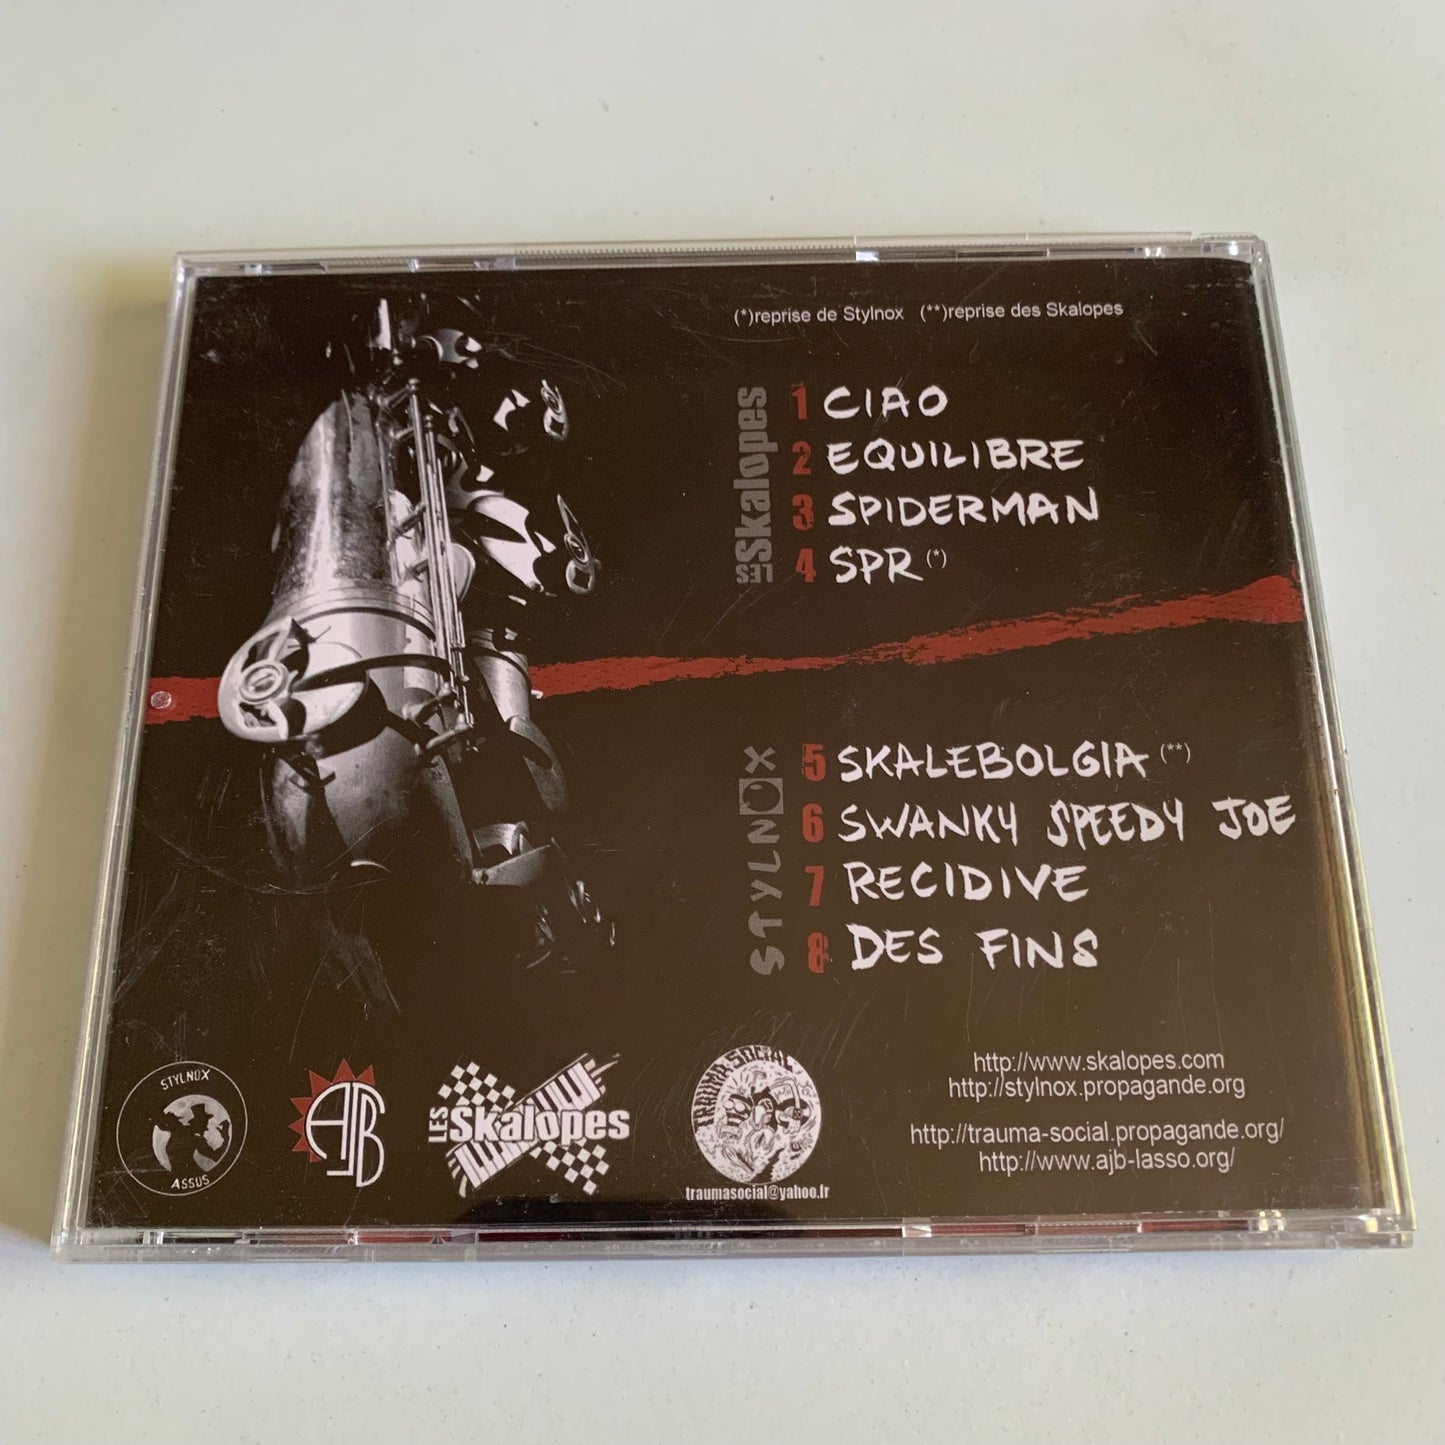 (*)reprise de Stylnox (**)reprise des Skalopes
LES Skalopes
1 CIAO
2 EQUILIBRE
3 SPIDERMAN
4 SPR (*)
STYLNOX
5 SKALEBOLGIA (**)
6 SWANKY SPEEDY JOE
7 RECIDIVE
8 DES FINS
STYLNOX
ASSUS
AJB
LES Skalopes
TRAUMA SOCIAL
traumasocial@yahoo.fr
http://www.skalopes.com
http://stylnox.propagande.org
http://trauma-social.propagande.org/
http://www.ajb-lasso.org/